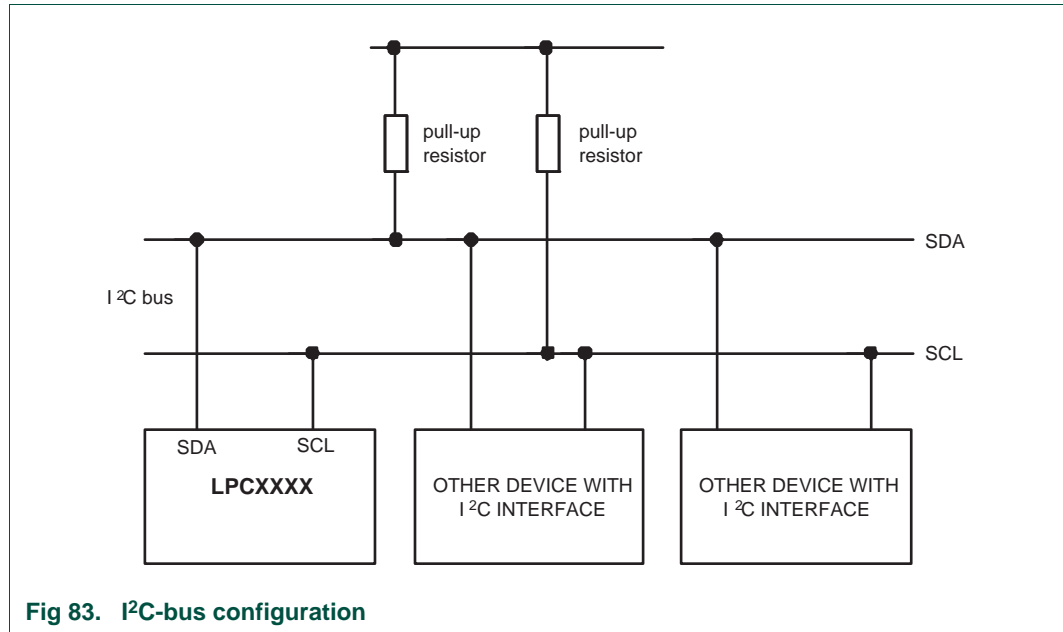 pull-up
resistor
pull-up
resistor
SDA
I ²C bus
SCL
SDA SCL
LPCXXXX
OTHER DEVICE WITH
I ²C INTERFACE
OTHER DEVICE WITH
I ²C INTERFACE
Fig 83. I²C-bus configuration